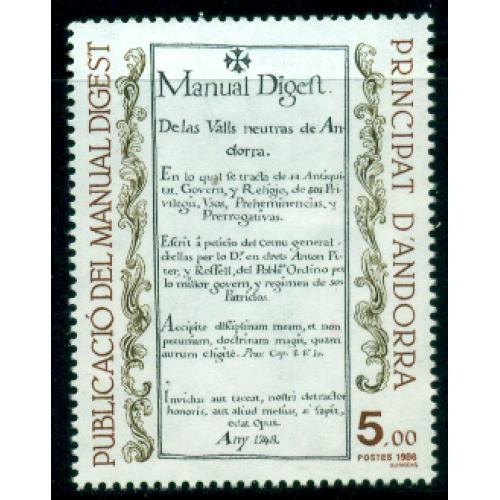 PUBLICACIÓ DEL MANUAL DIGEST
Manual Digest.
De las Valls neutras de An-
dorra.
En lo qual se tracta de sa Antiqui-
tat, Govern, y Religio, de sos Pri-
vilegis, Usos, Preheminencias, y
Prerrogativas.
Escrit á peticio del Comu general
dellas per lo Dr. en drets Anton Fi-
ter, y Rossell, del Poble Ordino per
lo millor govern, y regimen de sos
Patricios.
Accipite disciplinam meam, et non
pecuniam, doctrinam magis, quam
aurum eligite. Prov. Cap. 8. V. 10.
Invidus aut taceat, nostri detractor
honoris, aut aliud melius, si sapit,
edat Opus.
Any 1748.
PRINCIPAT D'ANDORRA
5,00
POSTES 1986